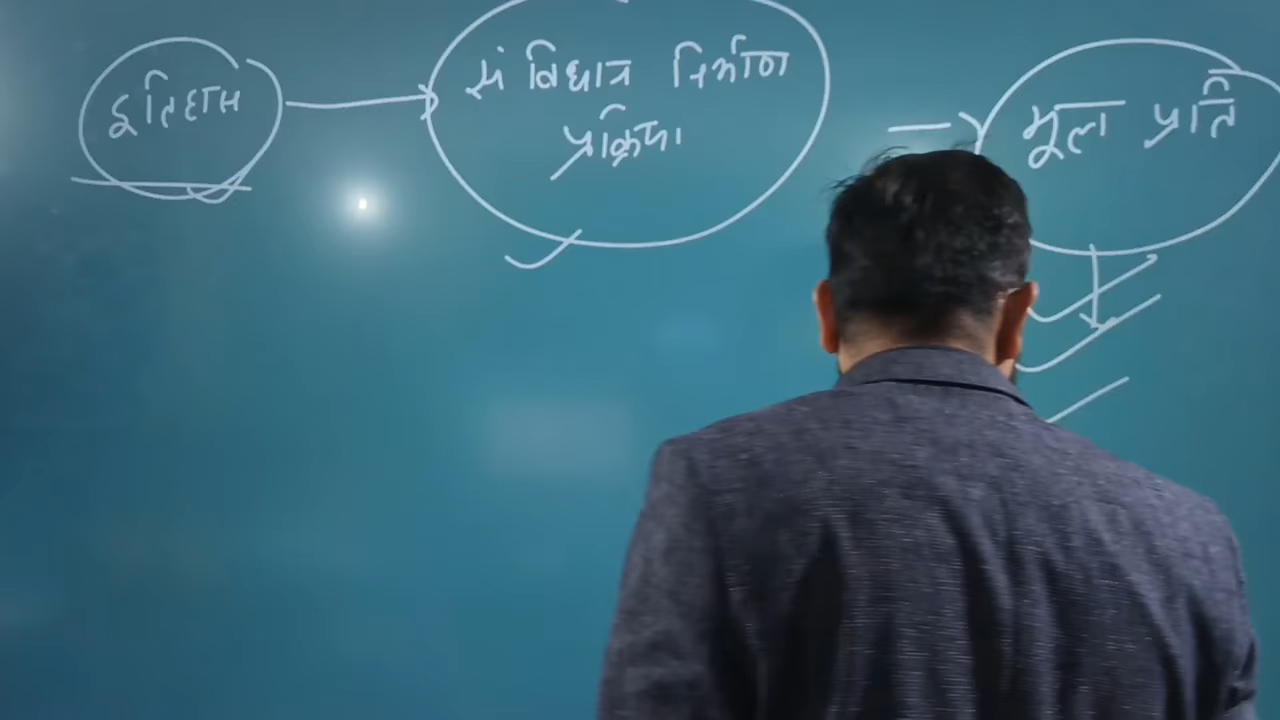 इतिहास
संविधान निर्माण
प्रक्रिया
मूल प्रति